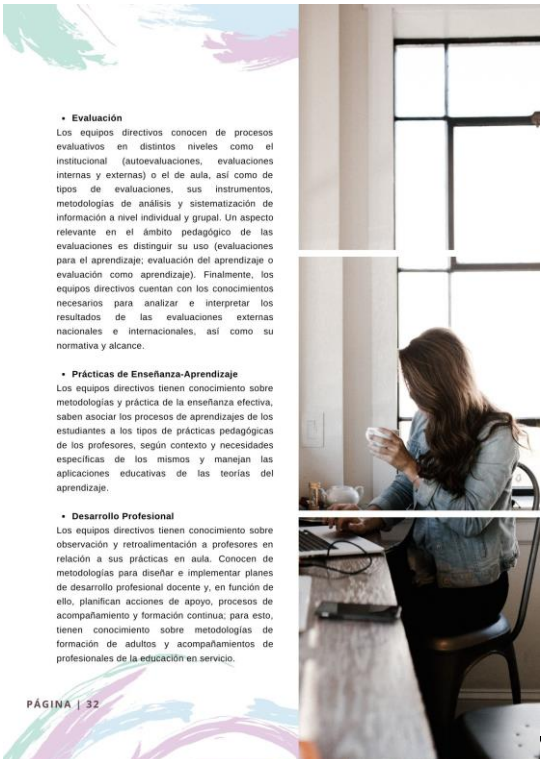 • Evaluación
Los equipos directivos conocen de procesos
evaluativos en distintos niveles como el
institucional (autoevaluaciones, evaluaciones
internas y externas) o el de aula, así como de
tipos de evaluaciones, sus instrumentos,
metodologías de análisis y sistematización de
información a nivel individual y grupal. Un aspecto
relevante en el ámbito pedagógico de las
evaluaciones es distinguir su uso (evaluaciones
para el aprendizaje; evaluación del aprendizaje o
evaluación como aprendizaje). Finalmente, los
equipos directivos cuentan con los conocimientos
necesarios para analizar e interpretar los
resultados de las evaluaciones externas
nacionales e internacionales, así como su
normativa y alcance.
• Prácticas de Enseñanza-Aprendizaje
Los equipos directivos tienen conocimiento sobre
metodologías y práctica de la enseñanza efectiva,
saben asociar los procesos de aprendizajes de los
estudiantes a los tipos de prácticas pedagógicas
de los profesores, según contexto y necesidades
específicas de los mismos y manejan las
aplicaciones educativas de las teorías del
aprendizaje.
• Desarrollo Profesional
Los equipos directivos tienen conocimiento sobre
observación y retroalimentación a profesores en
relación a sus prácticas en aula. Conocen de
metodologías para diseñar e implementar planes
de desarrollo profesional docente y, en función de
ello, planifican acciones de apoyo, procesos de
acompañamiento y formación continua; para esto,
tienen conocimiento sobre metodologías de
formación de adultos y acompañamientos de
profesionales de la educación en servicio.
PÁGINA | 32